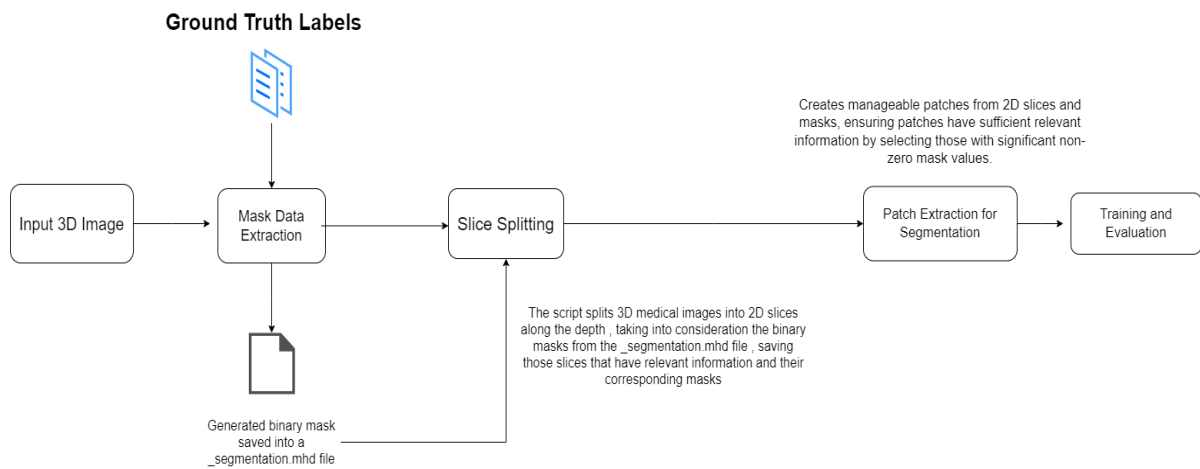 Ground Truth Labels
Creates manageable patches from 2D slices and
masks, ensuring patches have sufficient relevant
information by selecting those with significant non-
zero mask values.
Input 3D Image
Mask Data
Extraction
Slice Splitting
Patch Extraction for
Segmentation
Training and
Evaluation
The script splits 3D medical images into 2D slices
along the depth , taking into consideration the binary
masks from the _segmentation.mhd file , saving
those slices that have relevant information and their
corresponding masks
Generated binary mask
saved into a
_segmentation.mhd file